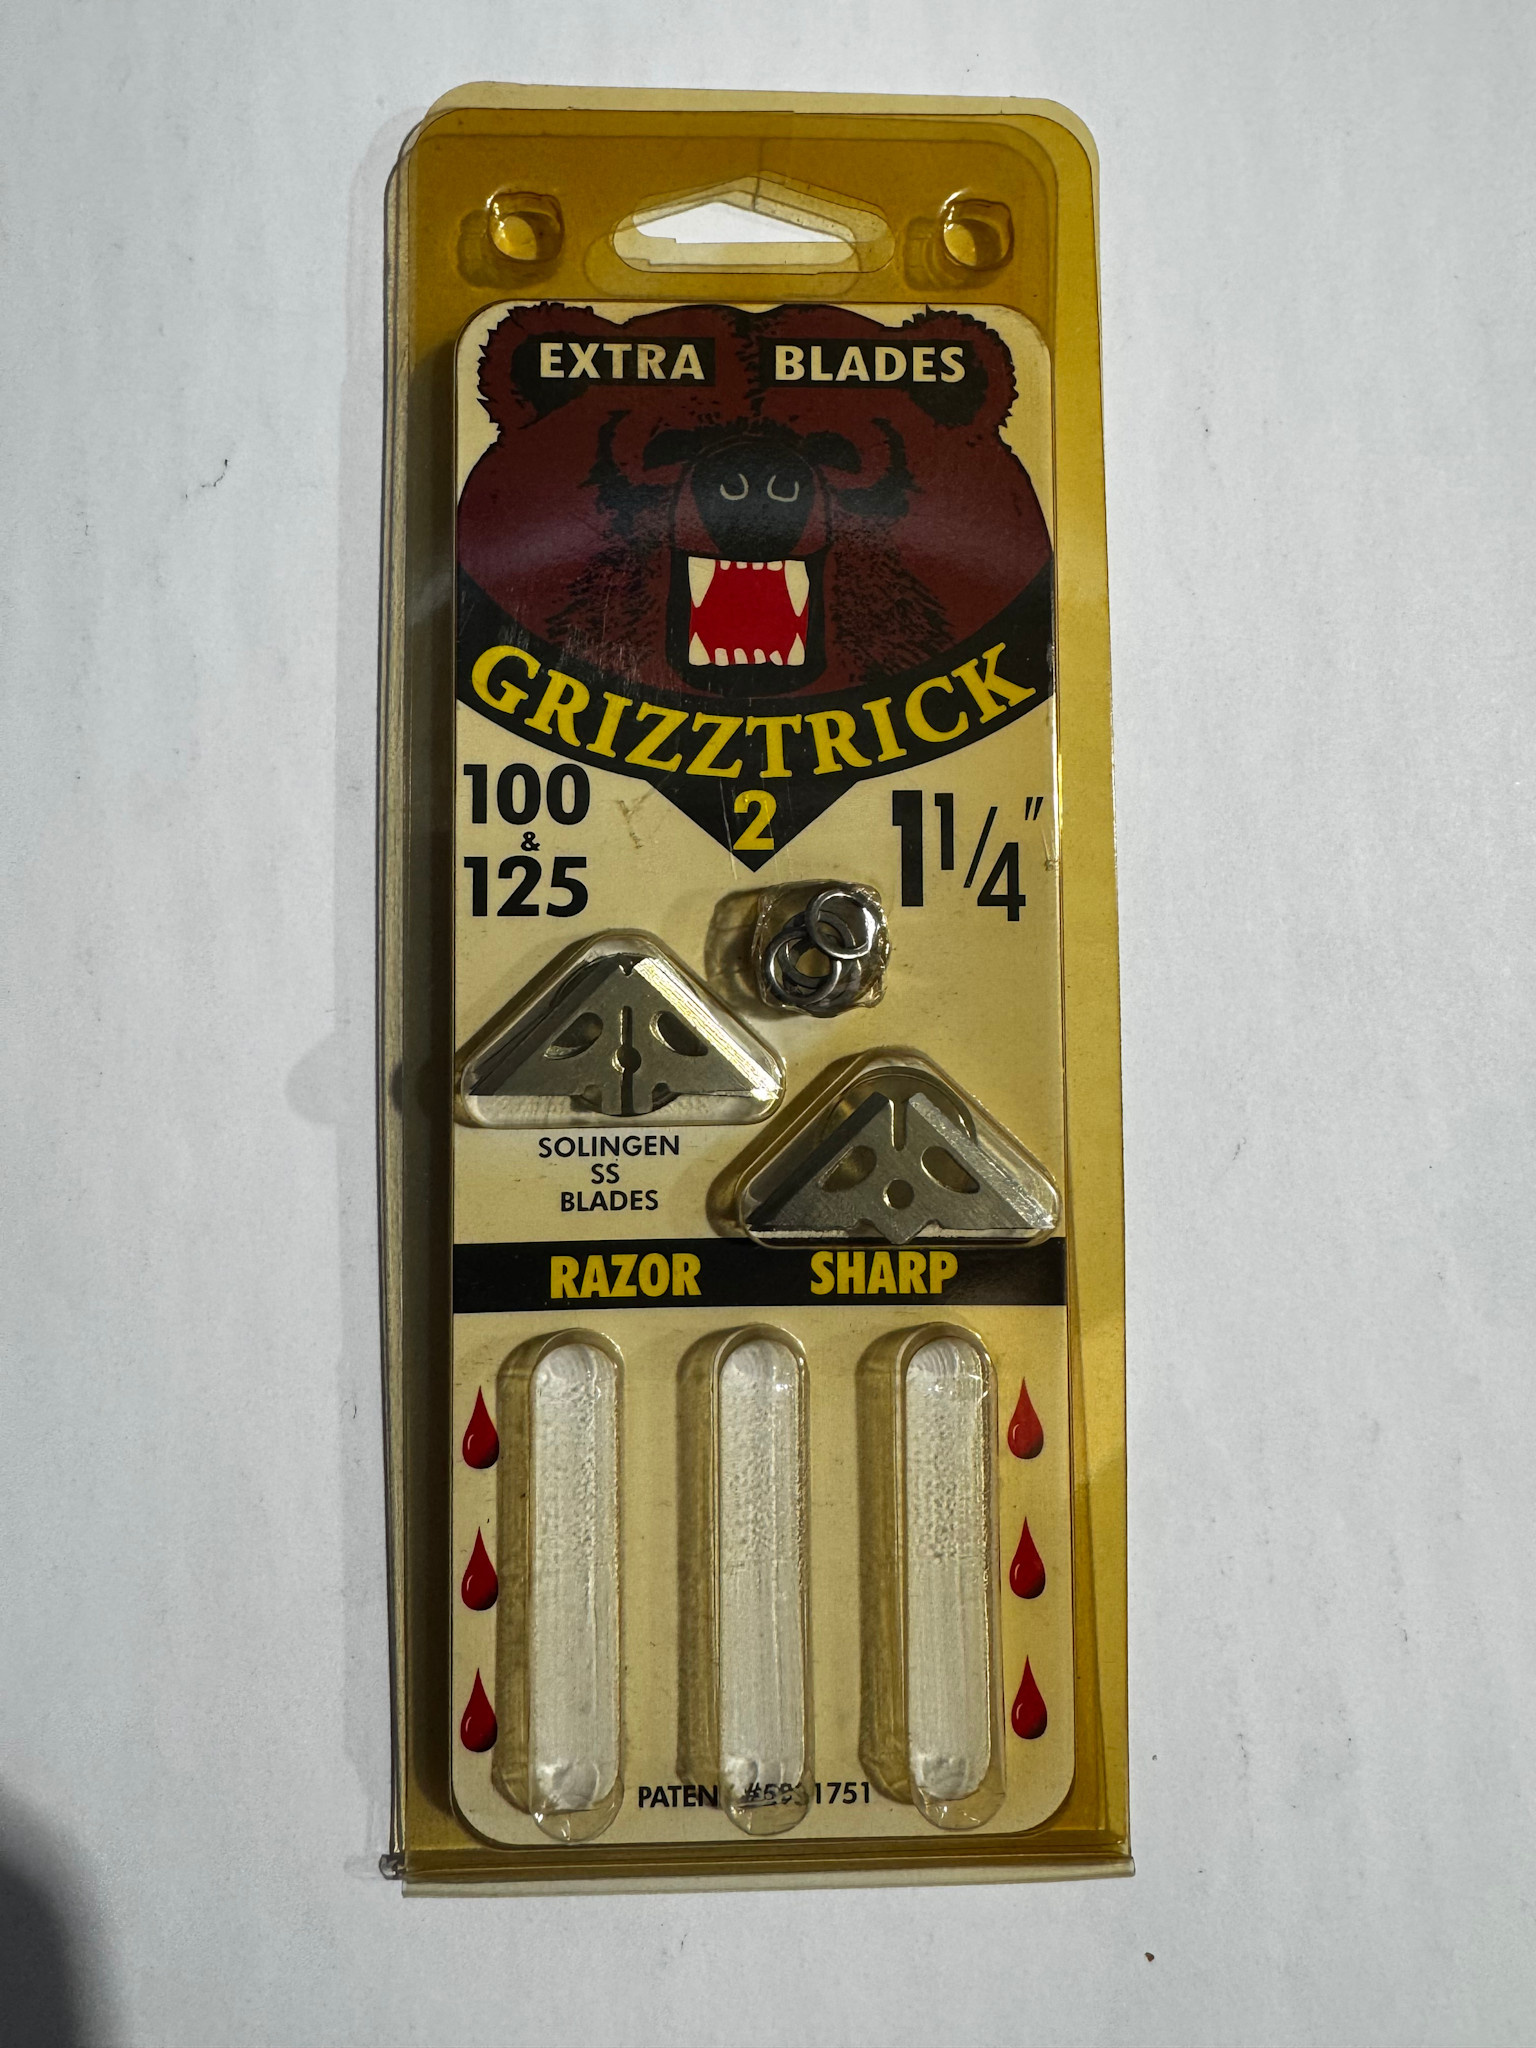 EXTRA BLADES
GRIZZTRICK
2
100
&
125
1 1/4"
SOLINGEN
SS
BLADES
RAZOR SHARP